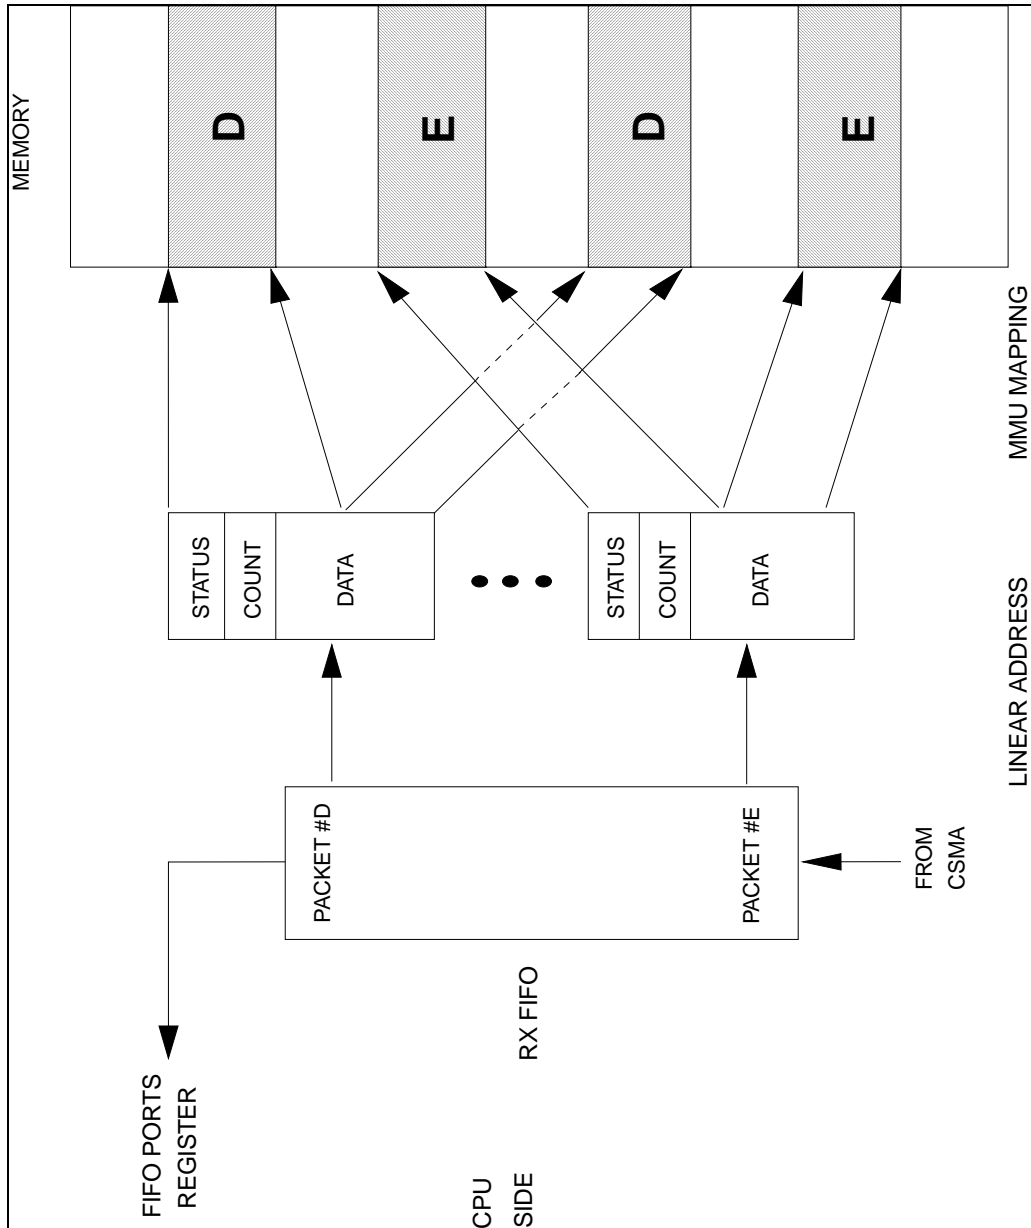 FIFO PORTS
REGISTER
CPU
SIDE
RX FIFO
PACKET #D
PACKET #E
FROM
CSMA
LINEAR ADDRESS
STATUS
COUNT
DATA
STATUS
COUNT
DATA
MMU MAPPING
MEMORY
D
E
D
E